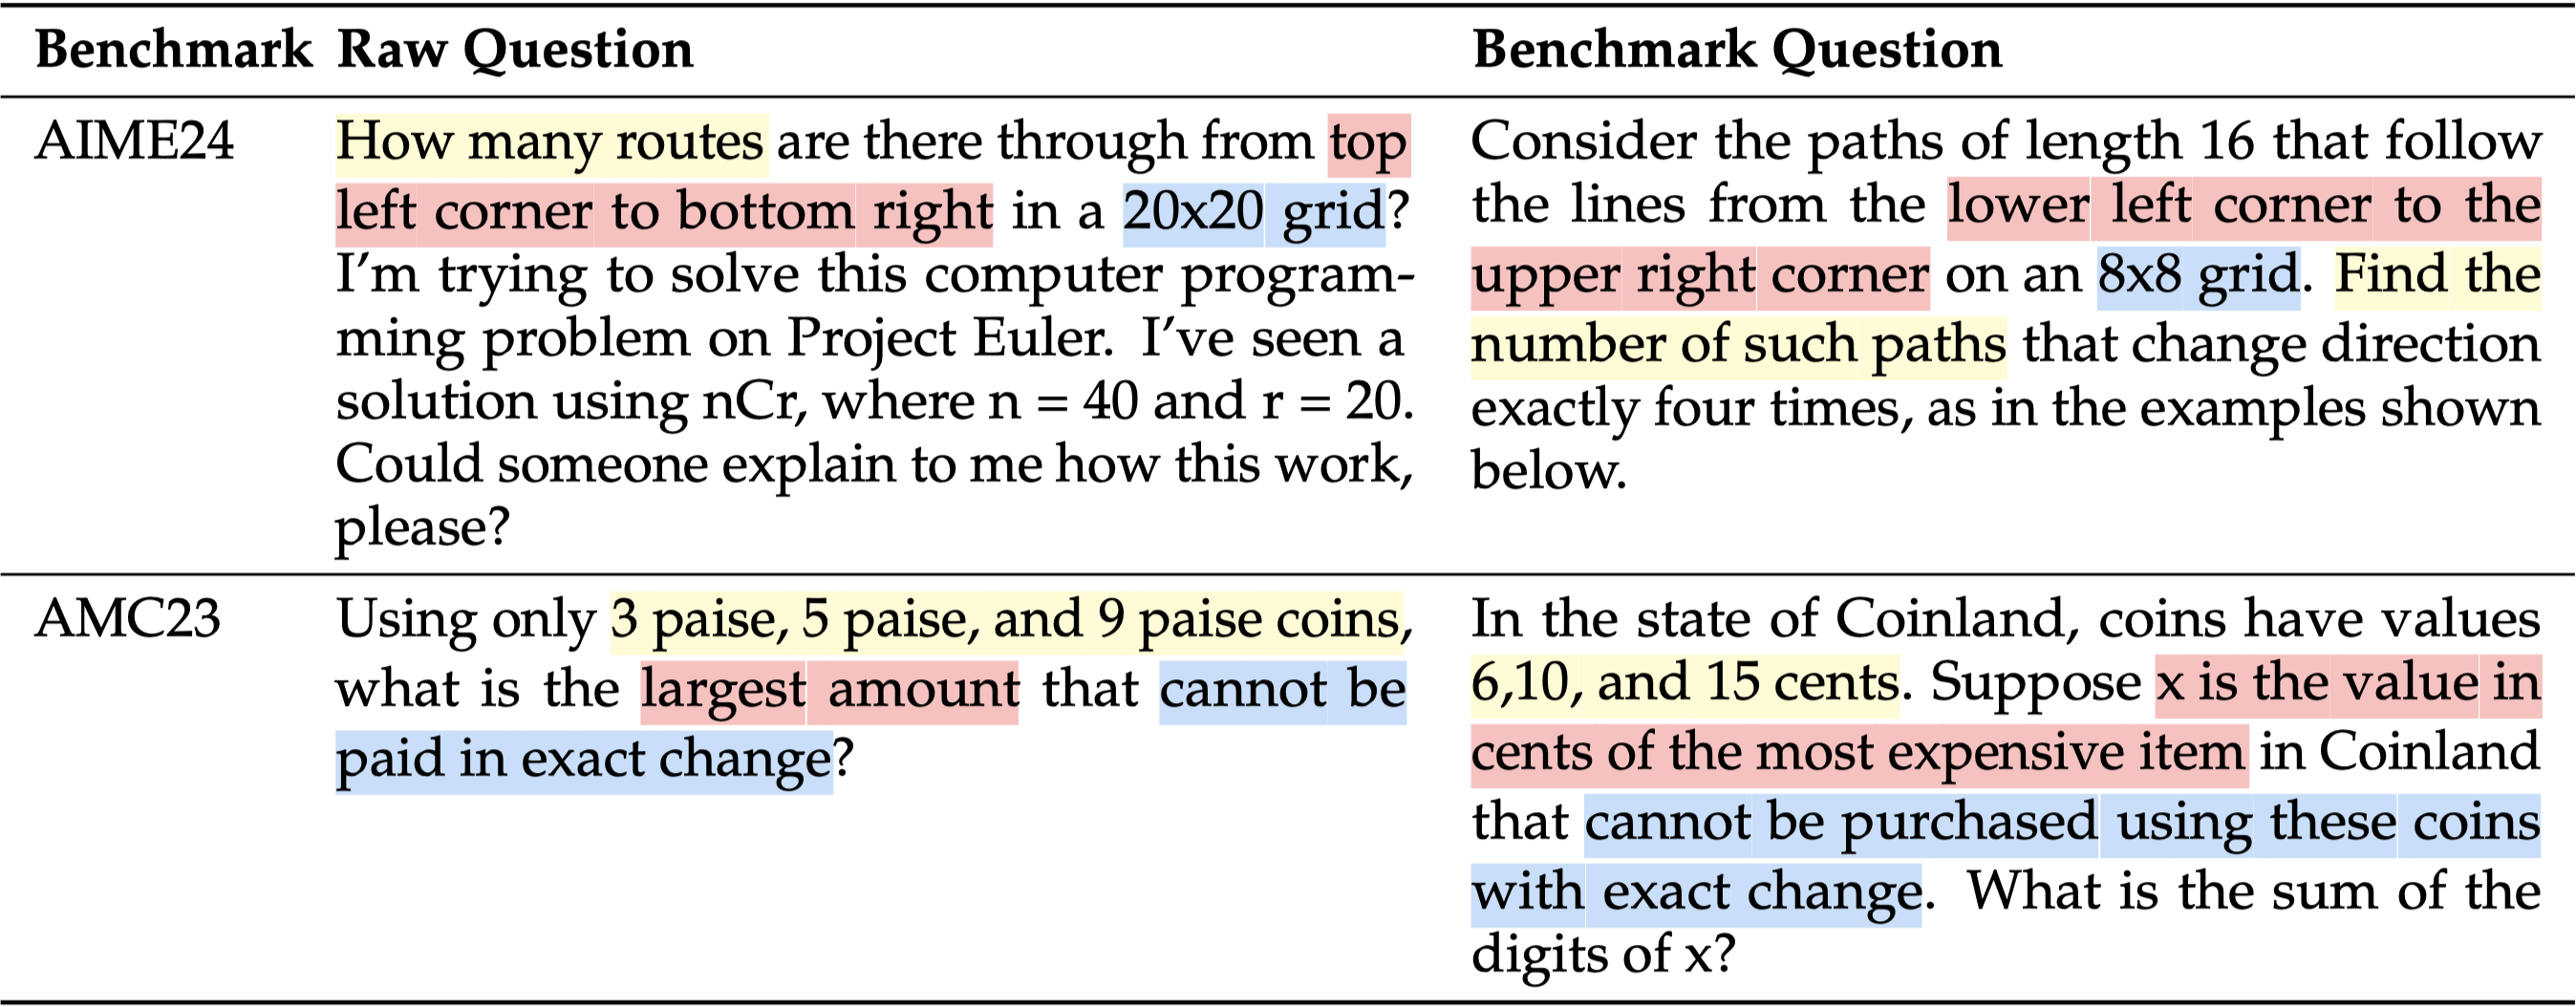 Benchmark Raw Question Benchmark Question
AIME24
How many routes are there through from top
left corner to bottom right in a 20x20 grid?
I'm trying to solve this computer program-
ming problem on Project Euler. I've seen a
solution using nCr, where n = 40 and r = 20.
Could someone explain to me how this work,
please?
Consider the paths of length 16 that follow
the lines from the lower left corner to the
upper right corner on an 8x8 grid. Find the
number of such paths that change direction
exactly four times, as in the examples shown
below.
AMC23
Using only 3 paise, 5 paise, and 9 paise coins,
what is the largest amount that cannot be
paid in exact change?
In the state of Coinland, coins have values
6,10, and 15 cents. Suppose x is the value in
cents of the most expensive item in Coinland
that cannot be purchased using these coins
with exact change. What is the sum of the
digits of x?